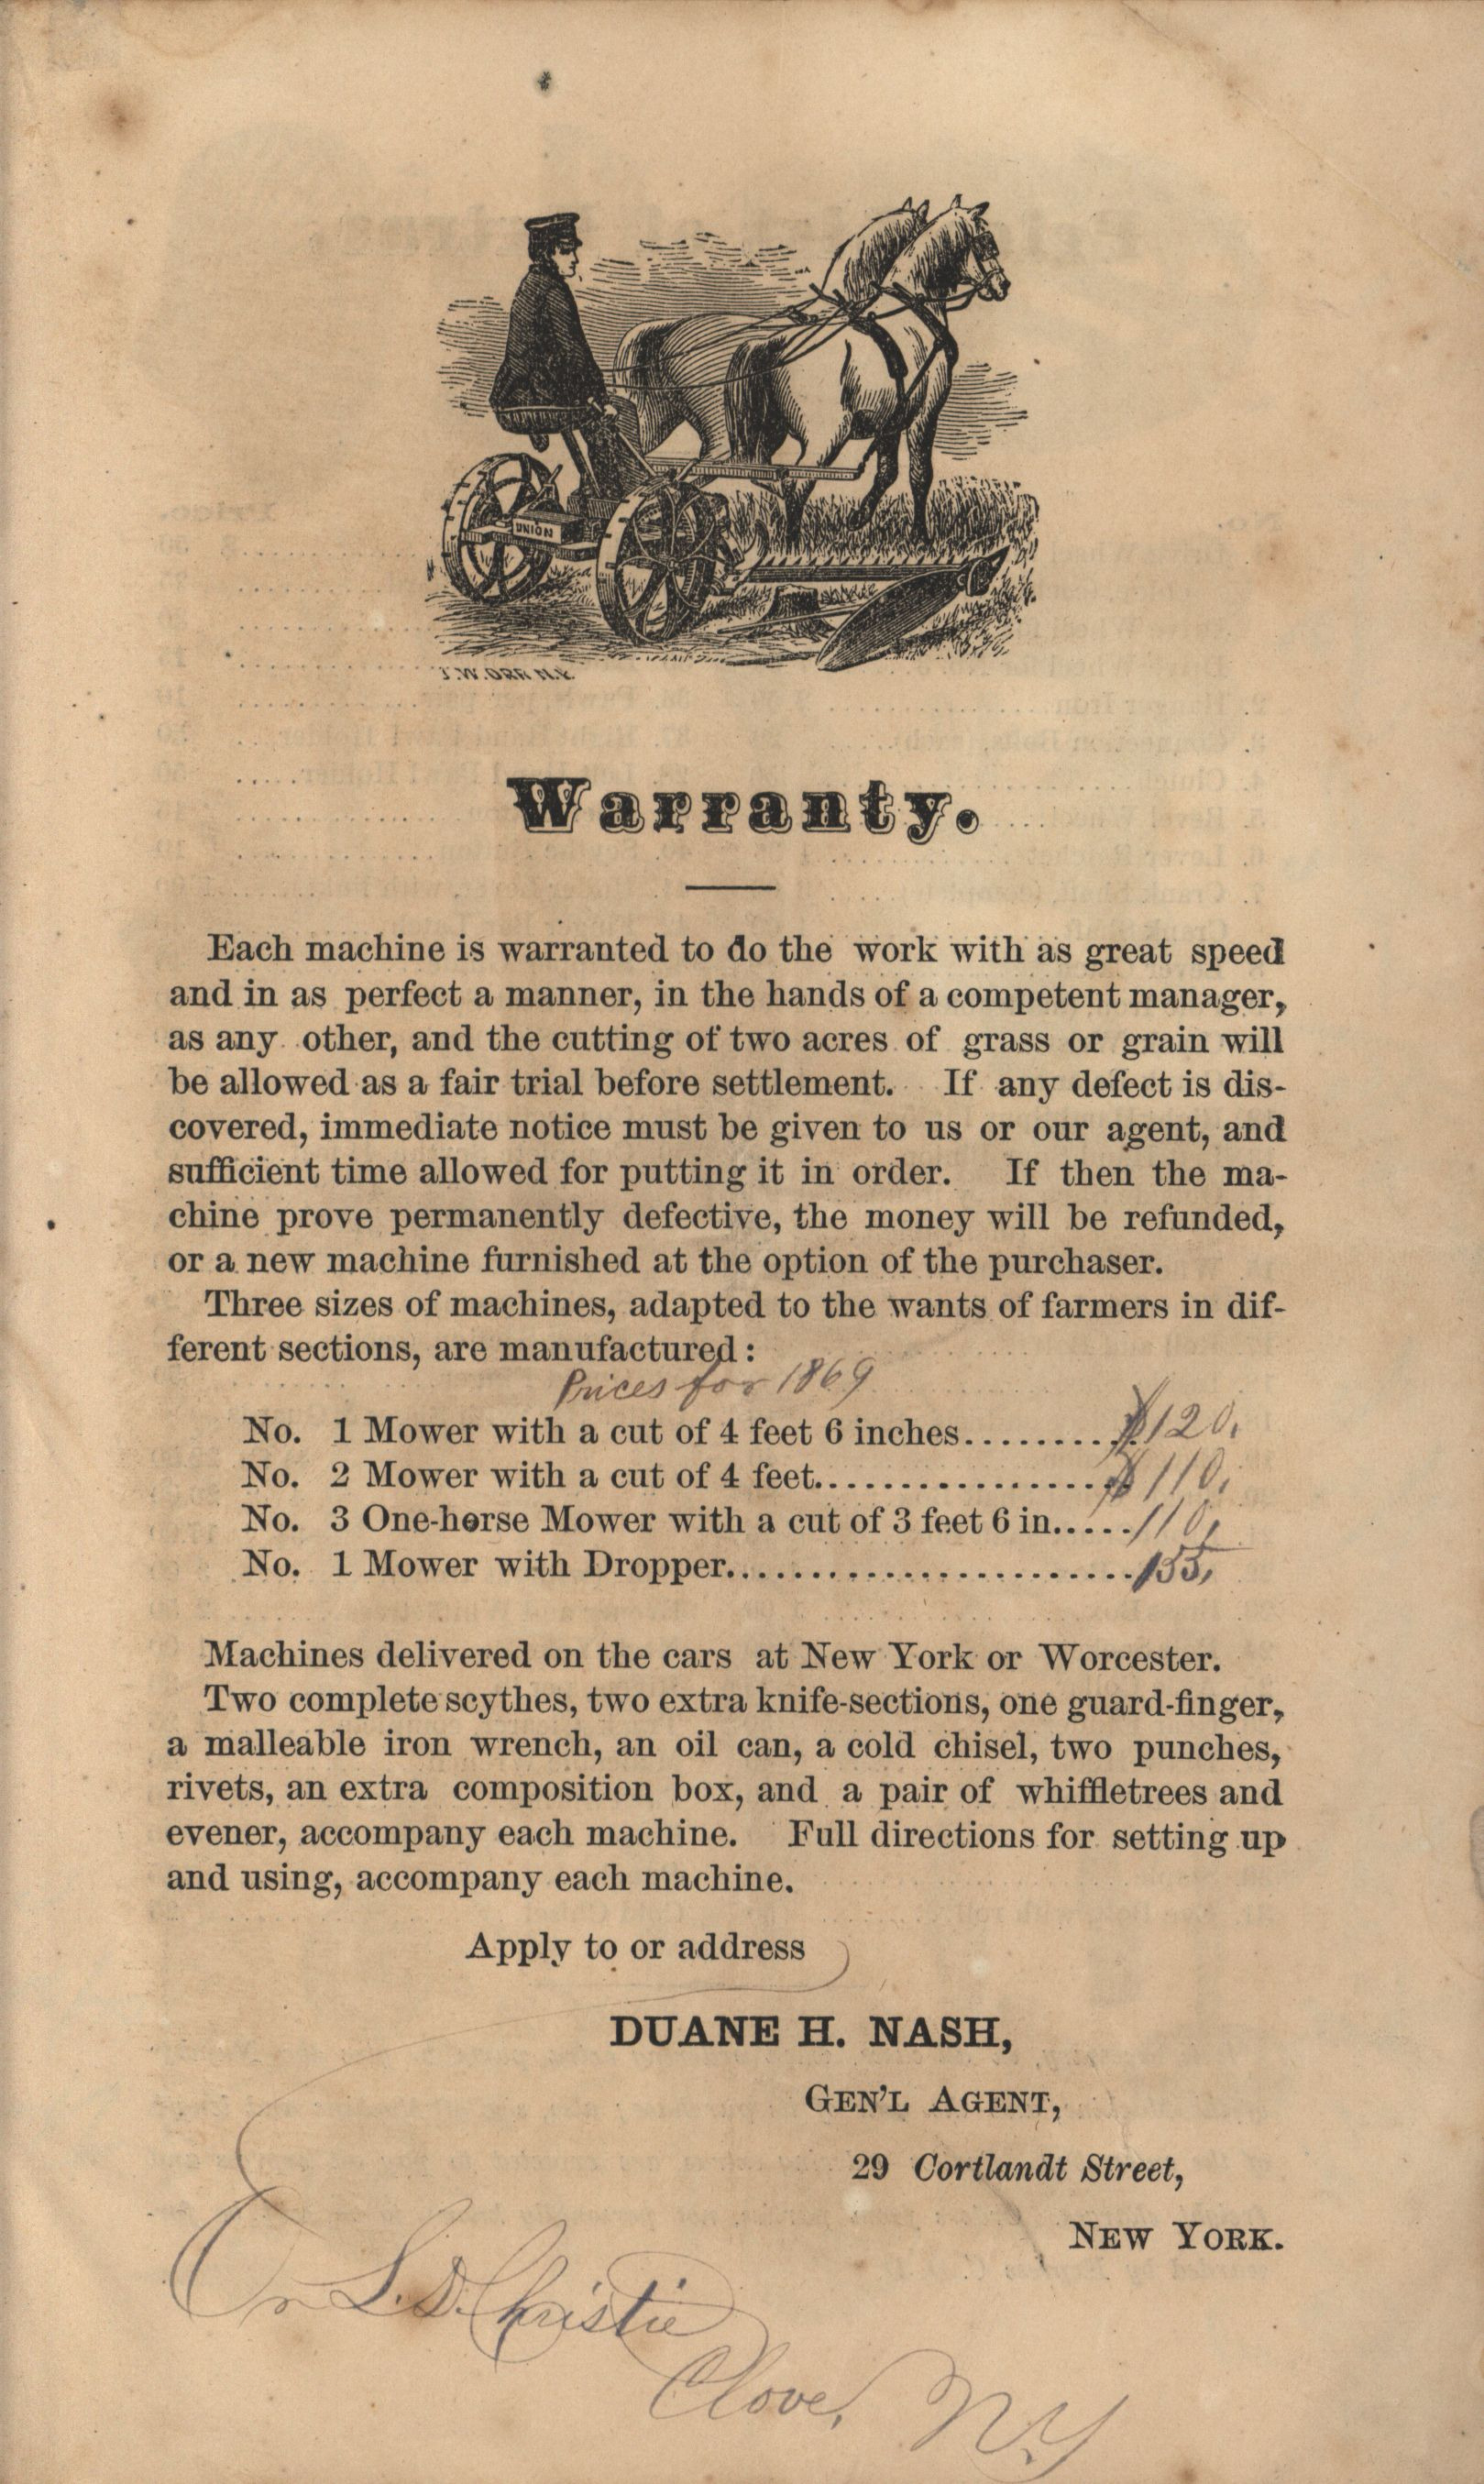 UNION
J.W. ORR N.Y.
Warranty.
Each machine is warranted to do the work with as great speed
and in as perfect a manner, in the hands of a competent manager,
as any other, and the cutting of two acres of grass or grain will
be allowed as a fair trial before settlement. If any defect is dis-
covered, immediate notice must be given to us or our agent, and
sufficient time allowed for putting it in order. If then the ma-
chine prove permanently defective, the money will be refunded,
or a new machine furnished at the option of the purchaser.
Three sizes of machines, adapted to the wants of farmers in dif-
ferent sections, are manufactured:
Prices for 1869
No. 1 Mower with a cut of 4 feet 6 inches........$120.
No. 2 Mower with a cut of 4 feet.................$110.
No. 3 One-horse Mower with a cut of 3 feet 6 in.....110,
No. 1 Mower with Dropper.........................155,
Machines delivered on the cars at New York or Worcester.
Two complete scythes, two extra knife-sections, one guard-finger,
a malleable iron wrench, an oil can, a cold chisel, two punches,
rivets, an extra composition box, and a pair of whiffletrees and
evener, accompany each machine. Full directions for setting up
and using, accompany each machine.
Apply to or address
DUANE H. NASH,
GEN'L AGENT,
29 Cortlandt Street,
NEW YORK.
Or L.D. Christie
Clove, N.Y